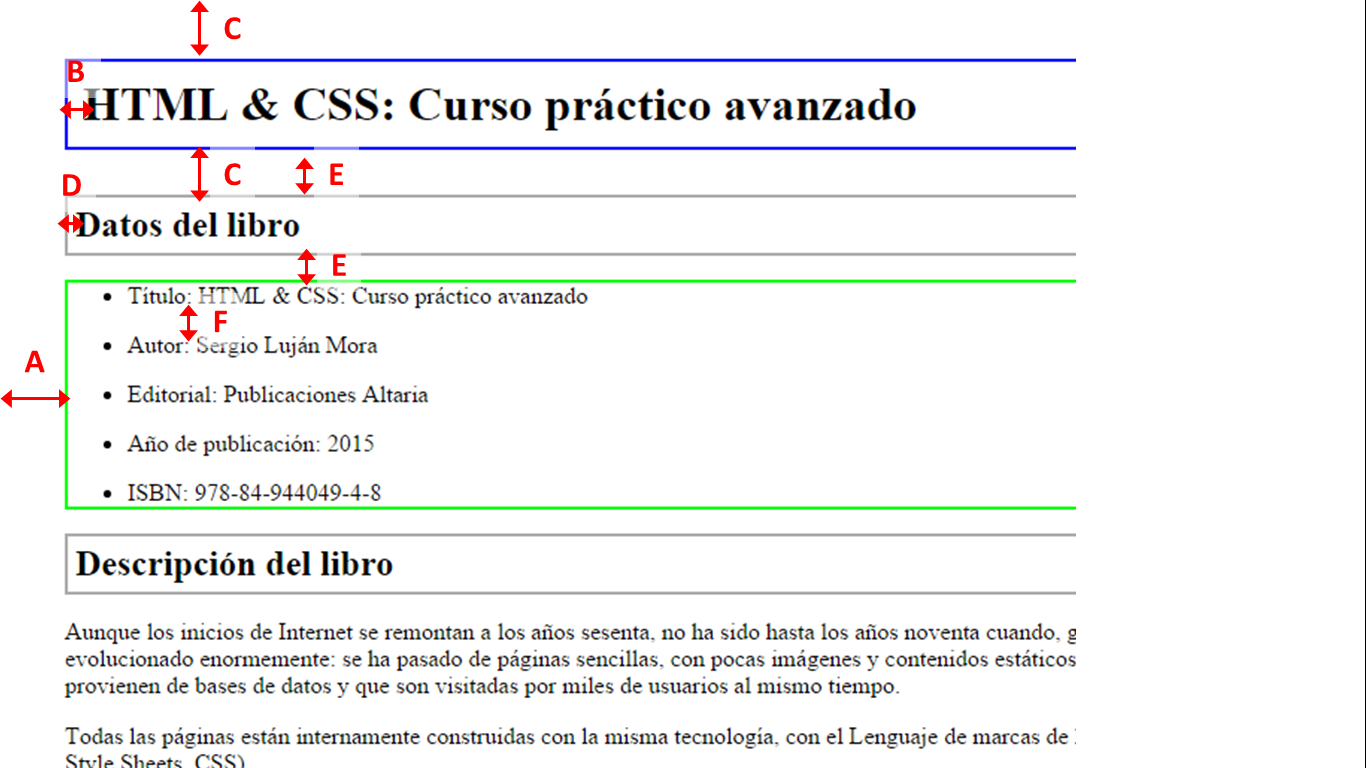 C
B
HTML & CSS: Curso práctico avanzado
C E
D
Datos del libro
E
• Título: HTML & CSS: Curso práctico avanzado
F
• Autor: Sergio Luján Mora
A
• Editorial: Publicaciones Altaria
• Año de publicación: 2015
• ISBN: 978-84-944049-4-8
Descripción del libro
Aunque los inicios de Internet se remontan a los años sesenta, no ha sido hasta los años noventa cuando, g
evolucionado enormemente: se ha pasado de páginas sencillas, con pocas imágenes y contenidos estáticos
provienen de bases de datos y que son visitadas por miles de usuarios al mismo tiempo.
Todas las páginas están internamente construidas con la misma tecnología, con el Lenguaje de marcas de
Style Sheets, CSS)